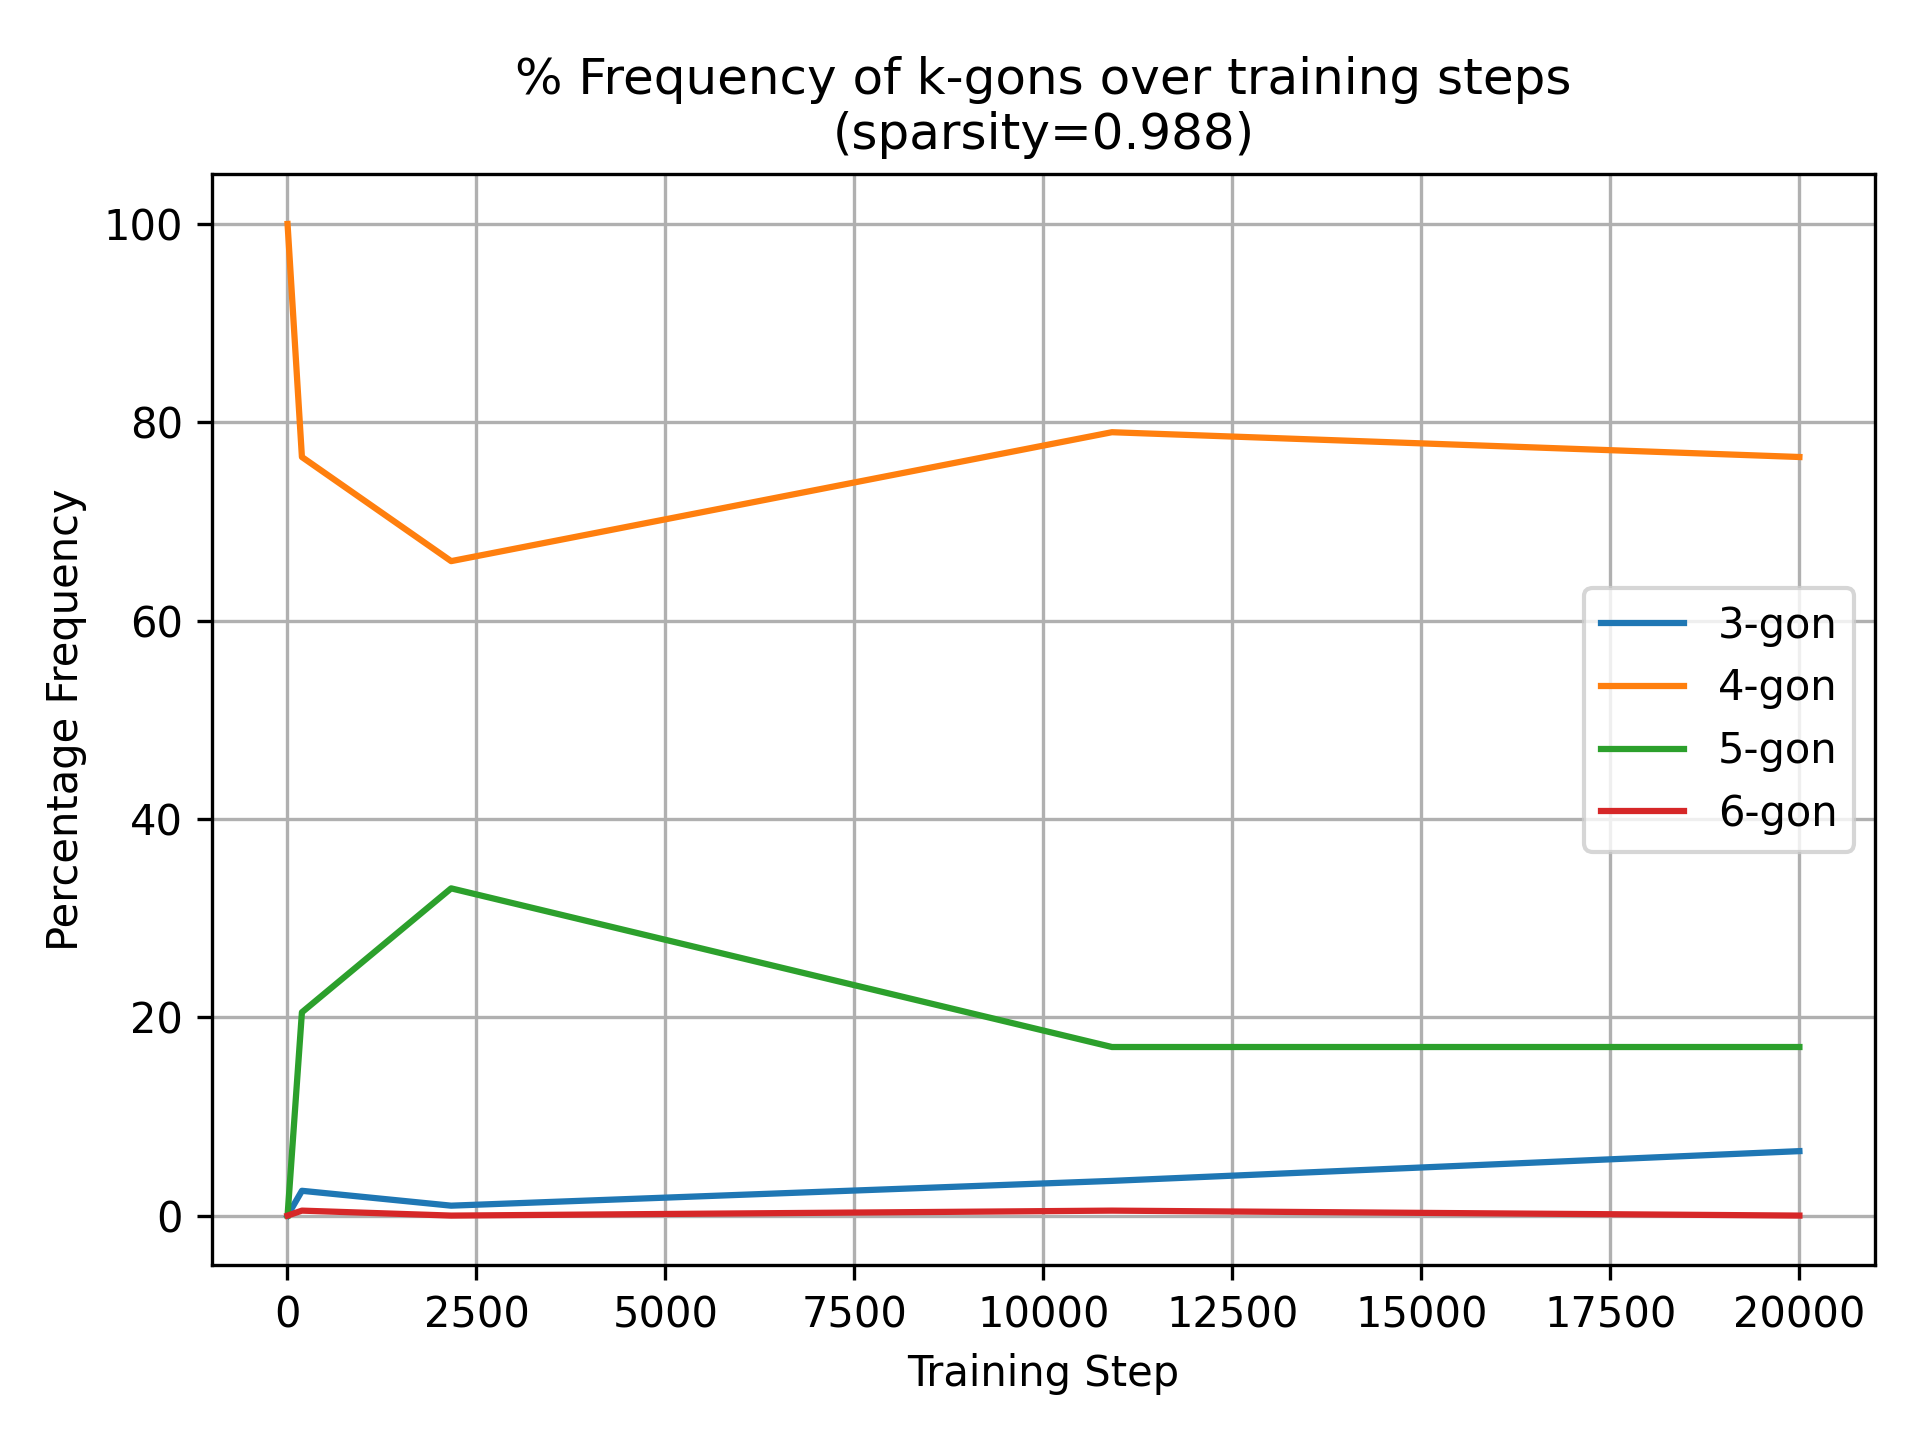 % Frequency of k-gons over training steps
(sparsity=0.988)
Percentage Frequency
100
80
60
40
20
0
3-gon
4-gon
5-gon
6-gon
0 2500 5000 7500 10000 12500 15000 17500 20000
Training Step